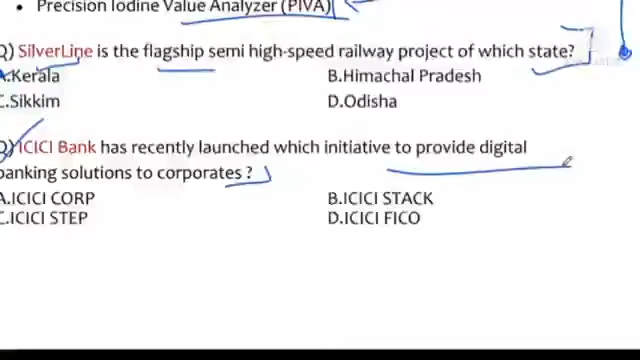 • Precision Iodine Value Analyzer (PIVA)
Q) SilverLine is the flagship semi high-speed railway project of which state?
A.Kerala B.Himachal Pradesh
C.Sikkim D.Odisha
Q) ICICI Bank has recently launched which initiative to provide digital
banking solutions to corporates ?
A.ICICI CORP B.ICICI STACK
C.ICICI STEP D.ICICI FICO